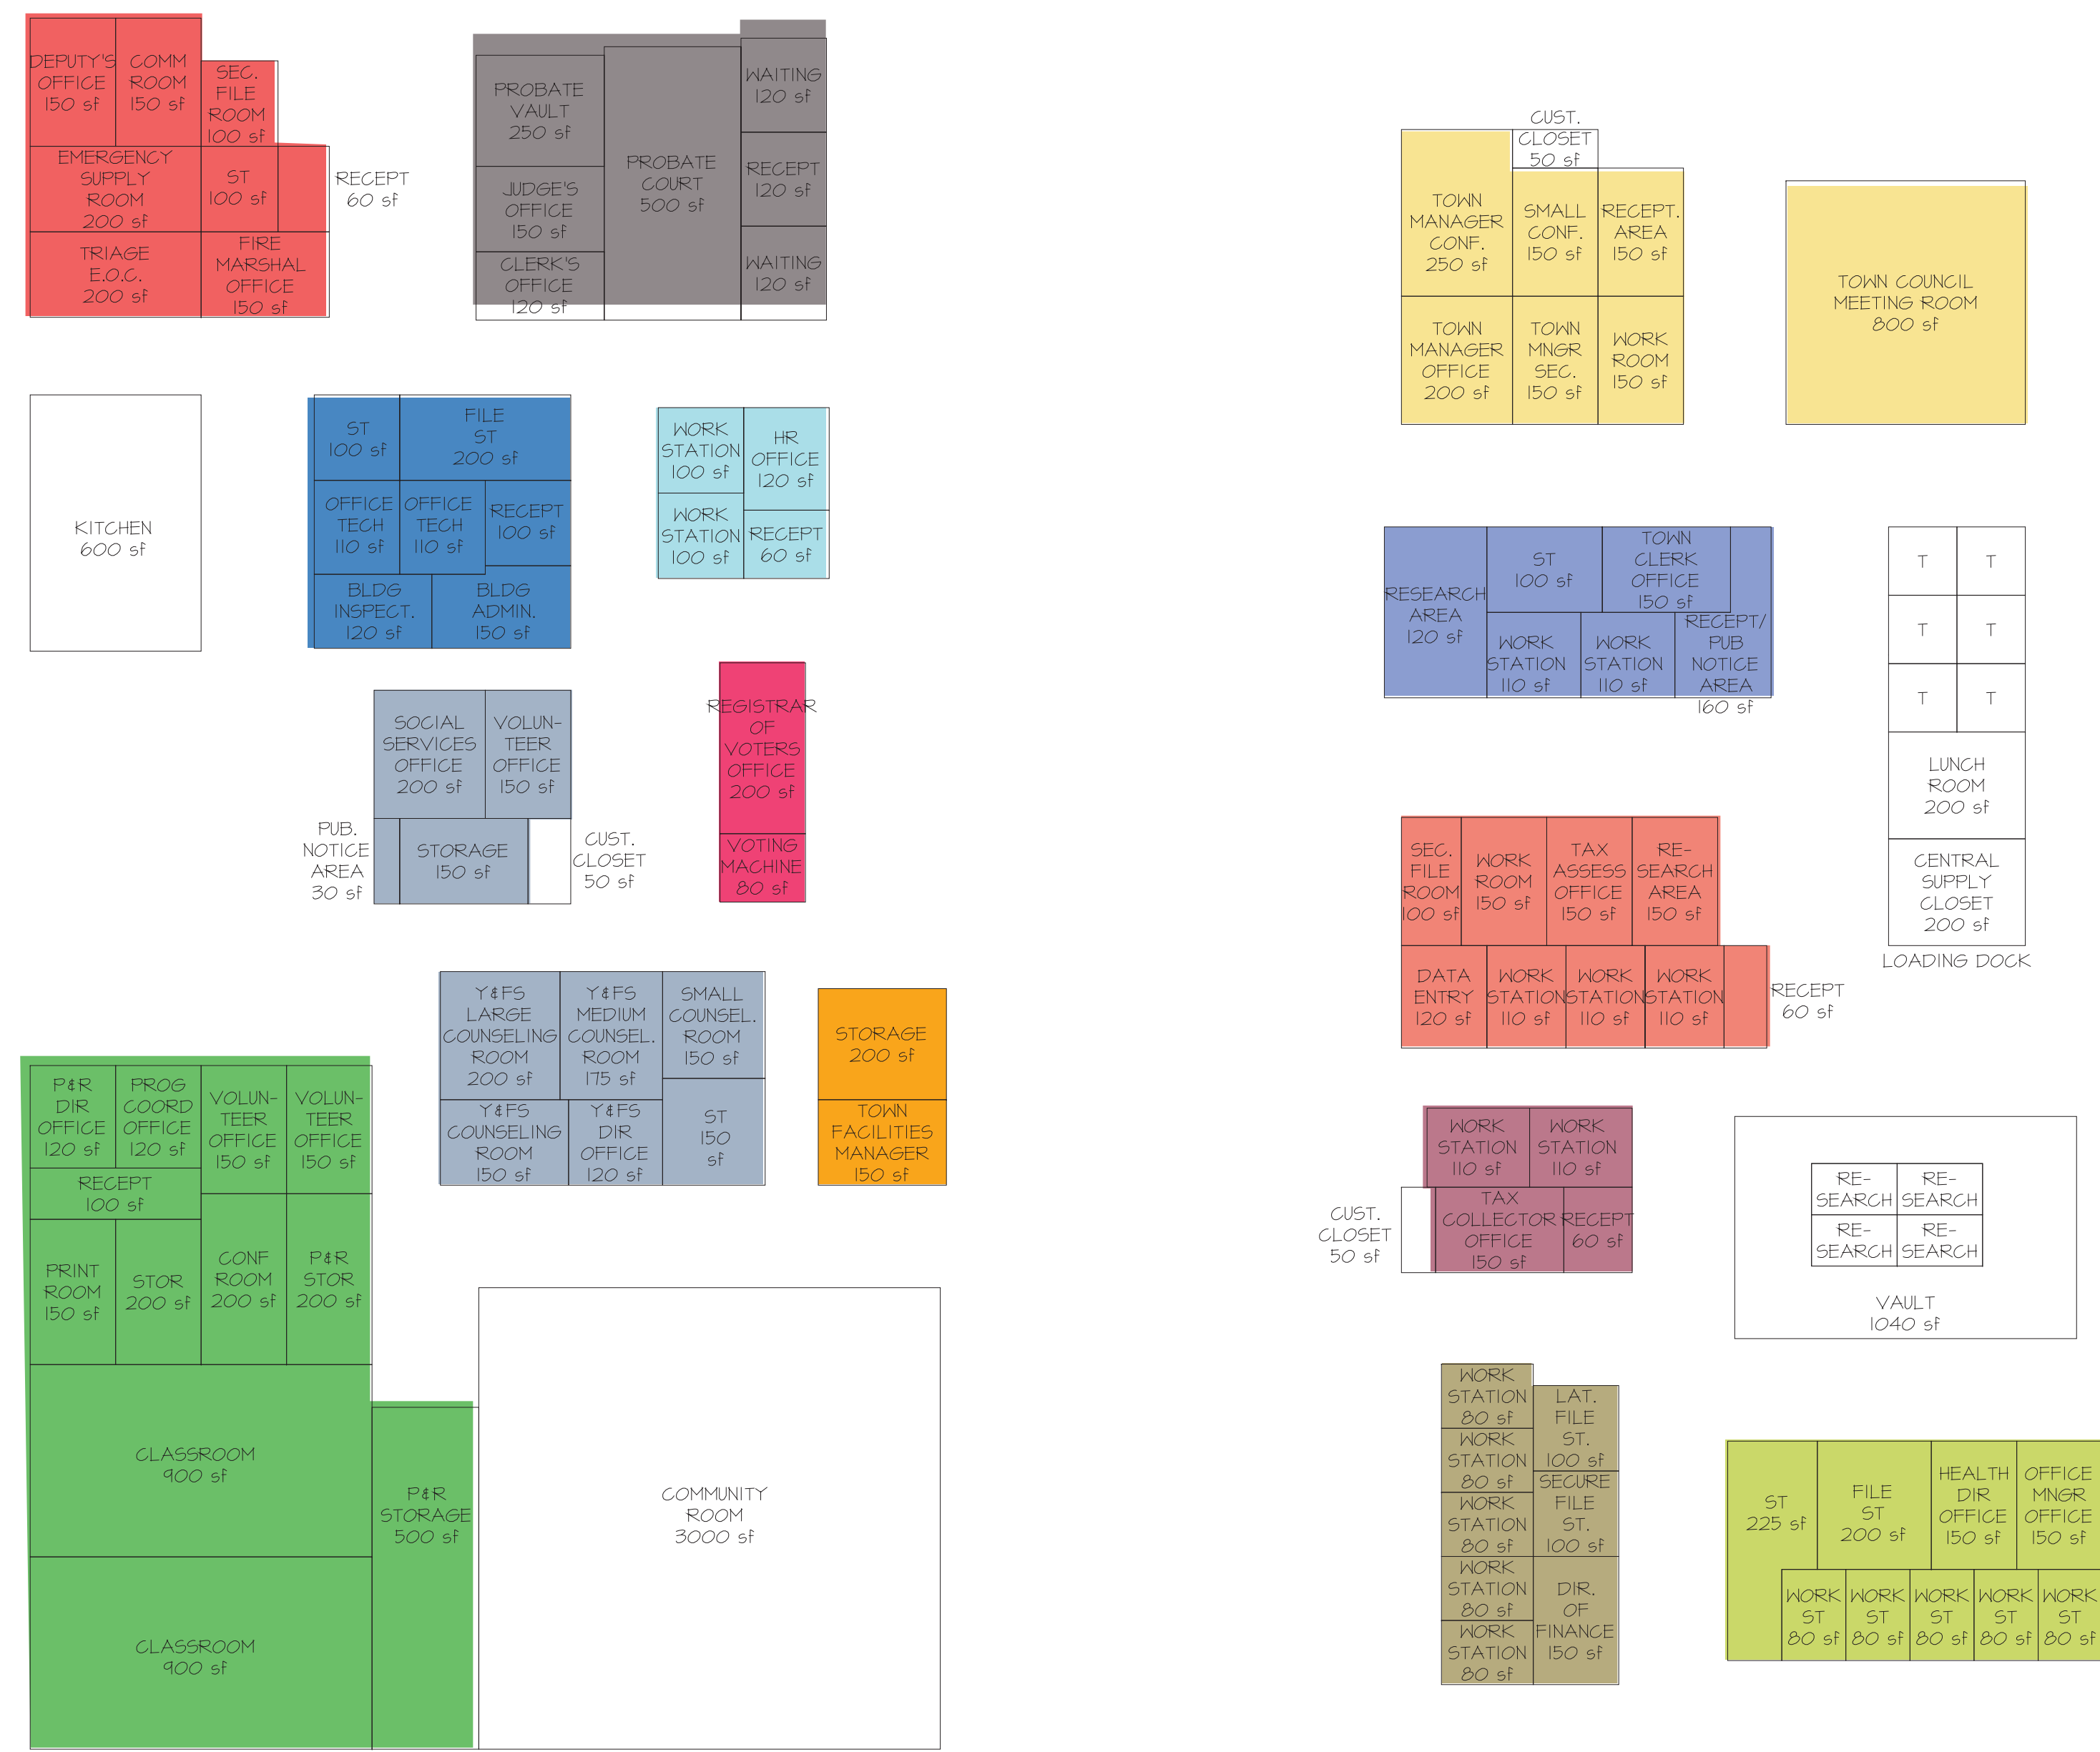 DEPUTY'S
OFFICE
150 sf
COMM
ROOM
150 sf
SEC.
FILE
ROOM
100 sf
EMERGENCY
SUPPLY
ROOM
200 sf
ST
100 sf
RECEPT
60 sf
TRIAGE
E.O.C.
200 sf
FIRE
MARSHAL
OFFICE
150 sf
PROBATE
VAULT
250 sf
JUDGE'S
OFFICE
150 sf
CLERK'S
OFFICE
120 sf
PROBATE
COURT
500 sf
WAITING
120 sf
RECEPT
120 sf
WAITING
120 sf
CUST.
CLOSET
50 sf
TOWN
MANAGER
CONF.
250 sf
SMALL
CONF.
150 sf
RECEPT.
AREA
150 sf
TOWN
MANAGER
OFFICE
200 sf
TOWN
MNGR
SEC.
150 sf
WORK
ROOM
150 sf
TOWN COUNCIL
MEETING ROOM
800 sf
KITCHEN
600 sf
ST
100 sf
FILE
ST
200 sf
OFFICE
TECH
110 sf
OFFICE
TECH
110 sf
RECEPT
100 sf
BLDG
INSPECT.
120 sf
BLDG
ADMIN.
150 sf
WORK
STATION
100 sf
HR
OFFICE
120 sf
WORK
STATION
100 sf
RECEPT
60 sf
RESEARCH
AREA
120 sf
ST
100 sf
TOWN
CLERK
OFFICE
150 sf
WORK
STATION
110 sf
WORK
STATION
110 sf
RECEPT/
PUB
NOTICE
AREA
160 sf
T
T
T
T
T
T
LUNCH
ROOM
200 sf
CENTRAL
SUPPLY
CLOSET
200 sf
LOADING DOCK
SOCIAL
SERVICES
OFFICE
200 sf
VOLUN-
TEER
OFFICE
150 sf
PUB.
NOTICE
AREA
30 sf
STORAGE
150 sf
CUST.
CLOSET
50 sf
REGISTRAR
OF
VOTERS
OFFICE
200 sf
VOTING
MACHINE
80 sf
SEC.
FILE
ROOM
100 sf
WORK
ROOM
150 sf
TAX
ASSESS
OFFICE
150 sf
RE-
SEARCH
AREA
150 sf
DATA
ENTRY
120 sf
WORK
STATION
110 sf
WORK
STATION
110 sf
WORK
STATION
110 sf
RECEPT
60 sf
Y&FS
LARGE
COUNSELING
ROOM
200 sf
Y&FS
MEDIUM
COUNSEL.
ROOM
175 sf
SMALL
COUNSEL.
ROOM
150 sf
Y&FS
COUNSELING
ROOM
150 sf
Y&FS
DIR
OFFICE
120 sf
ST
150
sf
STORAGE
200 sf
TOWN
FACILITIES
MANAGER
150 sf
P&R
DIR
OFFICE
120 sf
PROG
COORD
OFFICE
120 sf
VOLUN-
TEER
OFFICE
150 sf
VOLUN-
TEER
OFFICE
150 sf
RECEPT
100 sf
PRINT
ROOM
150 sf
STOR
200 sf
CONF
ROOM
200 sf
P&R
STOR
200 sf
CLASSROOM
900 sf
CLASSROOM
900 sf
P&R
STORAGE
500 sf
COMMUNITY
ROOM
3000 sf
WORK
STATION
110 sf
WORK
STATION
110 sf
CUST.
CLOSET
50 sf
TAX
COLLECTOR
OFFICE
150 sf
RECEPT
60 sf
RE-
SEARCH
RE-
SEARCH
RE-
SEARCH
RE-
SEARCH
VAULT
1040 sf
WORK
STATION
80 sf
WORK
STATION
80 sf
WORK
STATION
80 sf
WORK
STATION
80 sf
WORK
STATION
80 sf
LAT.
FILE
ST.
100 sf
SECURE
FILE
ST.
100 sf
DIR.
OF
FINANCE
150 sf
ST
225 sf
FILE
ST
200 sf
HEALTH
DIR
OFFICE
150 sf
OFFICE
MNGR
OFFICE
150 sf
WORK
ST
80 sf
WORK
ST
80 sf
WORK
ST
80 sf
WORK
ST
80 sf
WORK
ST
80 sf